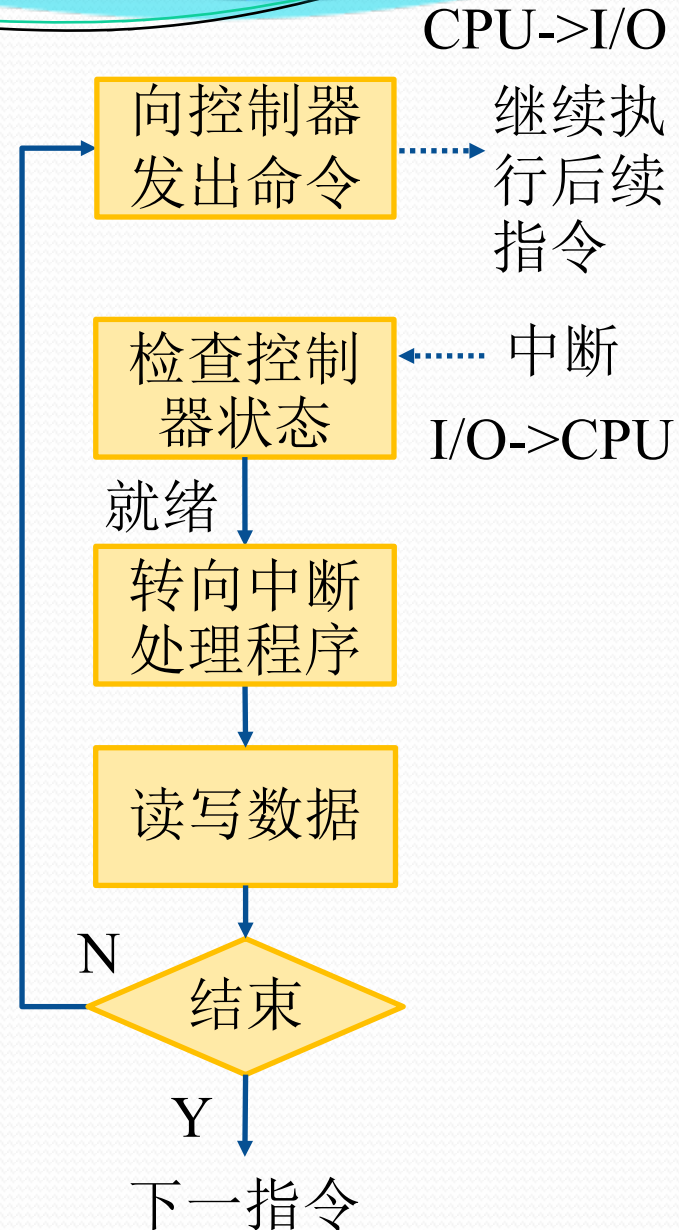 CPU->I/O
向控制器
发出命令
继续执
行后续
指令
检查控制
器状态
中断
I/O->CPU
就绪
转向中断
处理程序
读写数据
N
结束
Y
下一指令